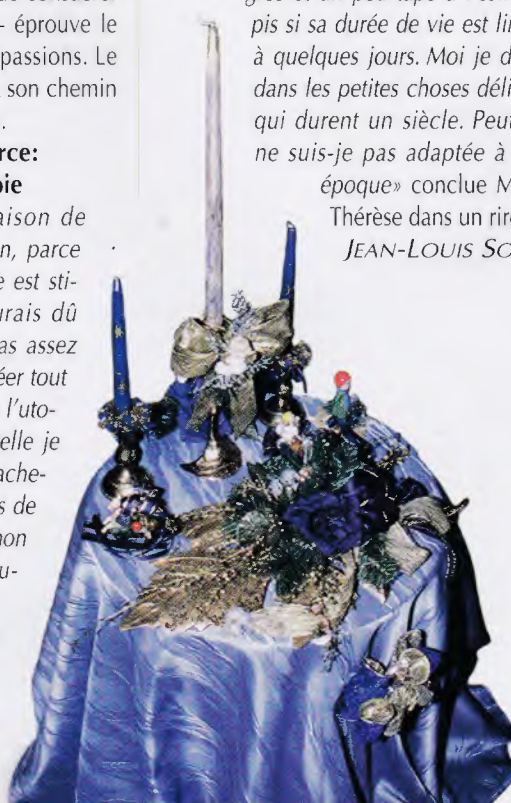 - éprouve le
passions. Le
son chemin
rce:
pie
aison de
n, parce
e est sti-
urais dû
as assez
éer tout
l'uto-
elle je
ache-
s de
non
u-
pis si sa durée de vie est lin
à quelques jours. Moi je d
dans les petites choses déli
qui durent un siècle. Peut
ne suis-je pas adaptée à
époque» conclue M
Thérèse dans un rire
JEAN-LOUIS SO